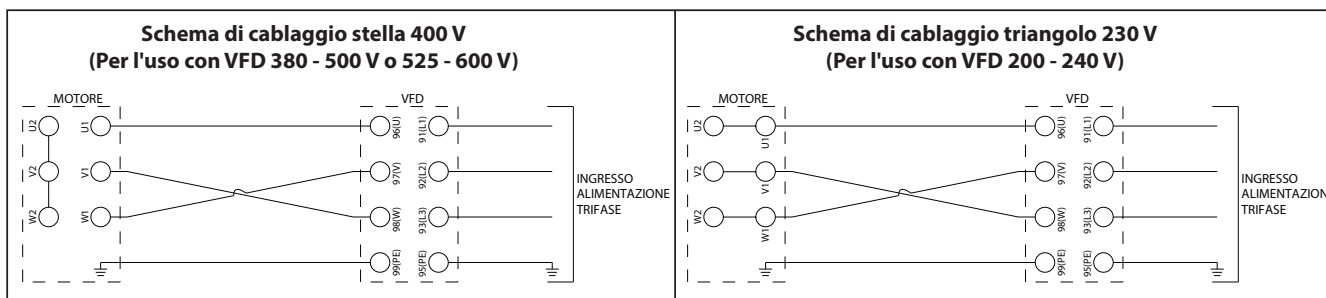 Schema di cablaggio stella 400 V
(Per l'uso con VFD 380 - 500 V o 525 - 600 V)
MOTORE
VFD
U2
U1
96(U)
91(L1)
V2
V1
97(V)
92(L2)
W2
W1
98(W)
93(L3)
99(PE)
95(PE)
INGRESSO
ALIMENTAZIONE
TRIFASE
Schema di cablaggio triangolo 230 V
(Per l'uso con VFD 200 - 240 V)
MOTORE
VFD
U2
U1
96(U)
91(L1)
V2
V1
97(V)
92(L2)
W2
W1
98(W)
93(L3)
99(PE)
95(PE)
INGRESSO
ALIMENTAZION
TRIFASE